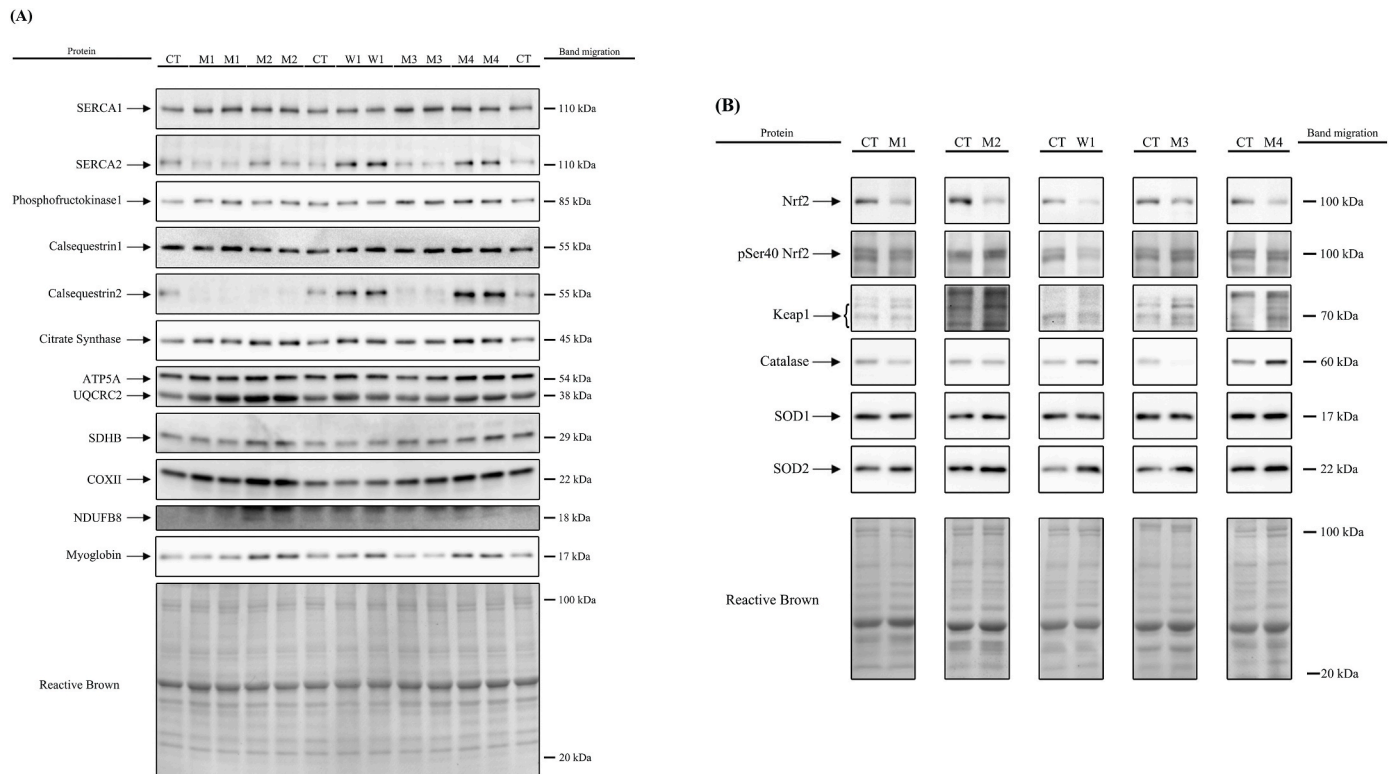 (A)
Protein
CT M1 M1 M2 M2 CT W1 W1 M3 M3 M4 M4 CT
Band migration
SERCA1
110 kDa
SERCA2
110 kDa
Phosphofructokinase1
85 kDa
Calsequestrin1
55 kDa
Calsequestrin2
55 kDa
Citrate Synthase
45 kDa
ATP5A
54 kDa
UQCRC2
38 kDa
SDHB
29 kDa
COXII
22 kDa
NDUFB8
18 kDa
Myoglobin
17 kDa
100 kDa
Reactive Brown
20 kDa
(B)
Protein
CT M1 CT M2 CT W1 CT M3 CT M4
Band migration
Nrf2
100 kDa
pSer40 Nrf2
100 kDa
Keap1
70 kDa
Catalase
60 kDa
SOD1
17 kDa
SOD2
22 kDa
100 kDa
Reactive Brown
20 kDa